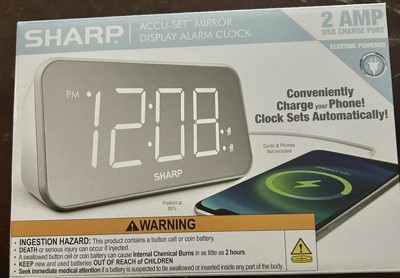 SHARP®
ACCU-SET™ MIRROR
DISPLAY ALARM CLOCK
2 AMP
USB CHARGE PORT
ELECTRIC POWERED
Conveniently
Charge your Phone!
Clock Sets Automatically!
PM
12:08
Cords & Phones
Not Included
SHARP
Product at
85%
WARNING
• INGESTION HAZARD: This product contains a button cell or coin battery.
• DEATH or serious injury can occur if ingested.
• A swallowed button cell or coin battery can cause Internal Chemical Burns in as little as 2 hours.
• KEEP new and used batteries OUT OF REACH OF CHILDREN
• Seek immediate medical attention if a battery is suspected to be swallowed or inserted inside any part of the body.